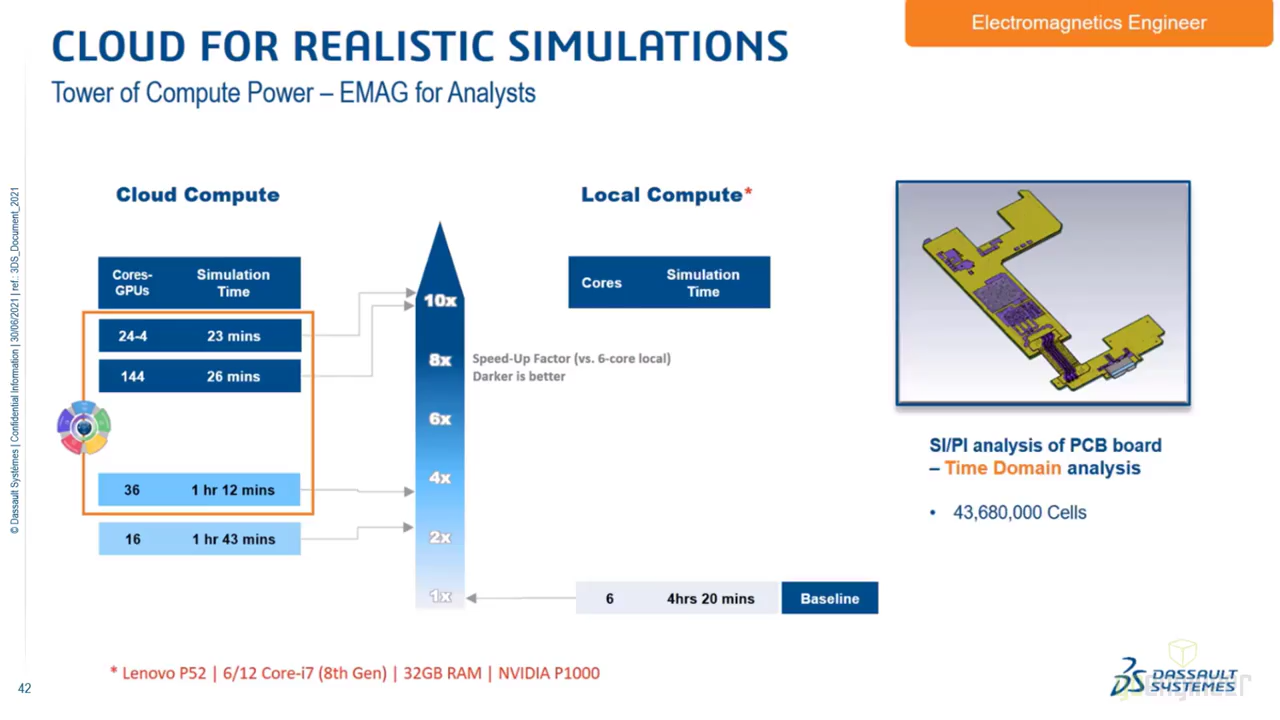 Electromagnetics Engineer
CLOUD FOR REALISTIC SIMULATIONS
Tower of Compute Power – EMAG for Analysts
© Dassault Systèmes | Confidential Information | 30/06/2021 | ref.: 3DS_Document_2021
Cloud Compute
Cores-
GPUs
Simulation
Time
24-4 23 mins
144 26 mins
36 1 hr 12 mins
16 1 hr 43 mins
10x
8x
6x
4x
2x
1x
Speed-Up Factor (vs. 6-core local)
Darker is better
Local Compute*
Cores
Simulation
Time
6 4hrs 20 mins Baseline
SI/PI analysis of PCB board
– Time Domain analysis
• 43,680,000 Cells
* Lenovo P52 | 6/12 Core-i7 (8th Gen) | 32GB RAM | NVIDIA P1000
42
3DS DASSAULT
SYSTEMES
goengineer